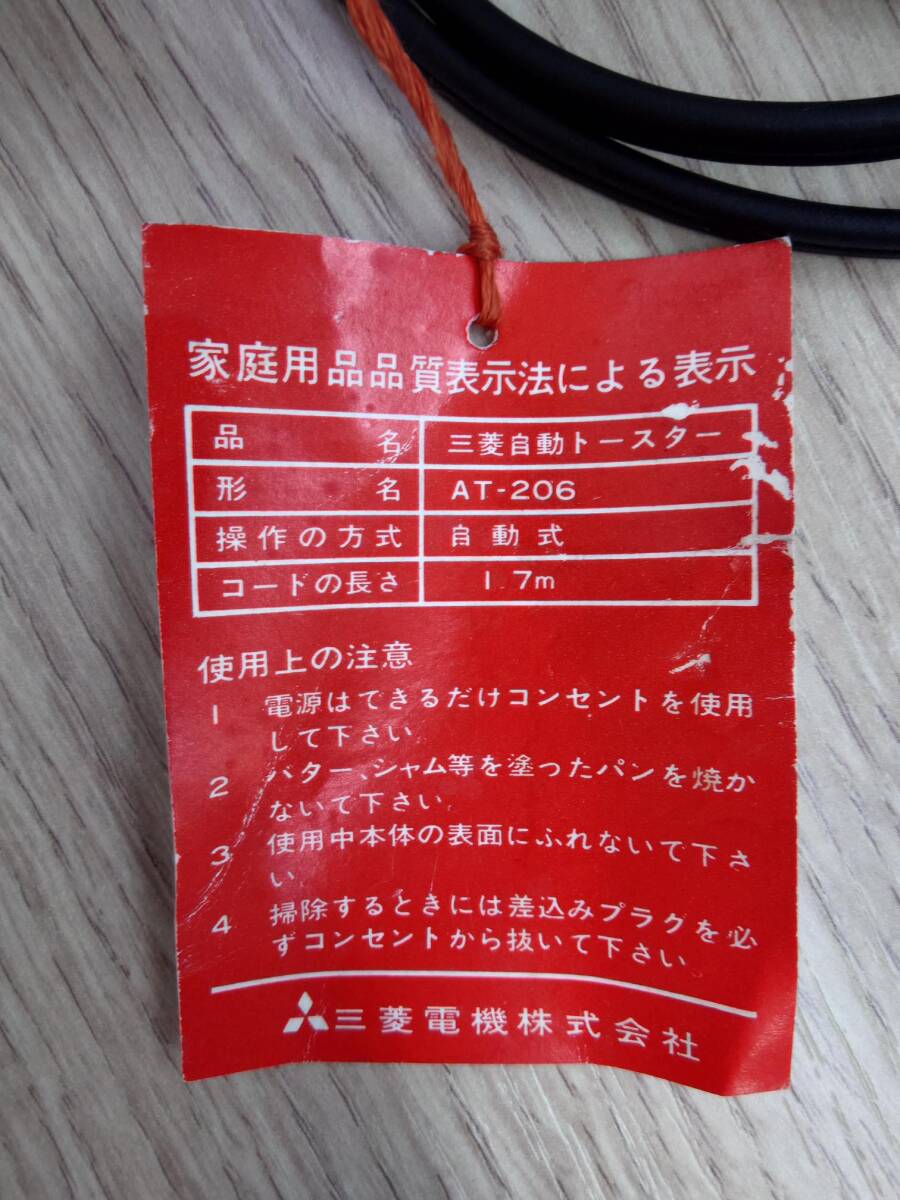 家庭用品品質表示法による表示
品名 三菱自動トースター
形名 AT-206
操作の方式 自動式
コードの長さ 1.7m
使用上の注意
1 電源はできるだけコンセントを使用
して下さい
2 バター、シャム等を塗ったパンを焼か
ないで下さい
3 使用中本体の表面にふれないで下さ
い
4 掃除するときには差込みプラグを必
ずコンセントから抜いて下さい
三菱電機株式会社